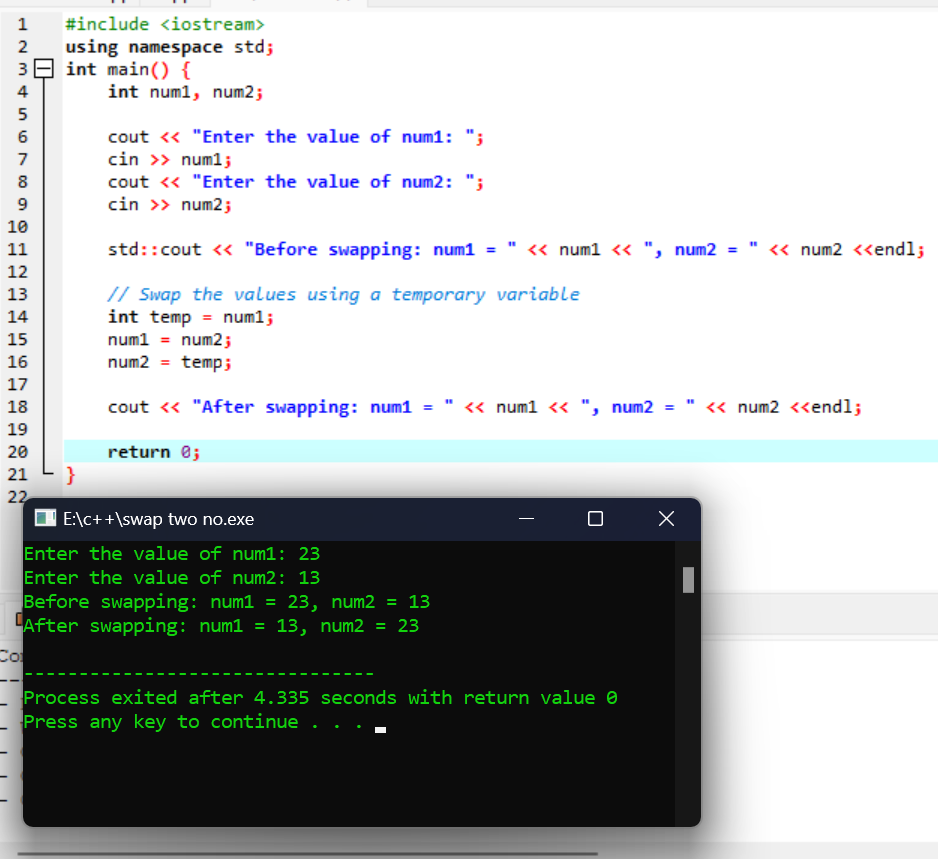 1 #include <iostream>
2 using namespace std;
3 int main() {
4 int num1, num2;
5
6 cout << "Enter the value of num1: ";
7 cin >> num1;
8 cout << "Enter the value of num2: ";
9 cin >> num2;
10
11 std::cout << "Before swapping: num1 = " << num1 << ", num2 = " << num2 <<endl;
12
13 // Swap the values using a temporary variable
14 int temp = num1;
15 num1 = num2;
16 num2 = temp;
17
18 cout << "After swapping: num1 = " << num1 << ", num2 = " << num2 <<endl;
19
20 return 0;
21 }
22
E:\c++\swap two no.exe
Enter the value of num1: 23
Enter the value of num2: 13
Before swapping: num1 = 23, num2 = 13
After swapping: num1 = 13, num2 = 23
--------------------------------
Process exited after 4.335 seconds with return value 0
Press any key to continue . . .